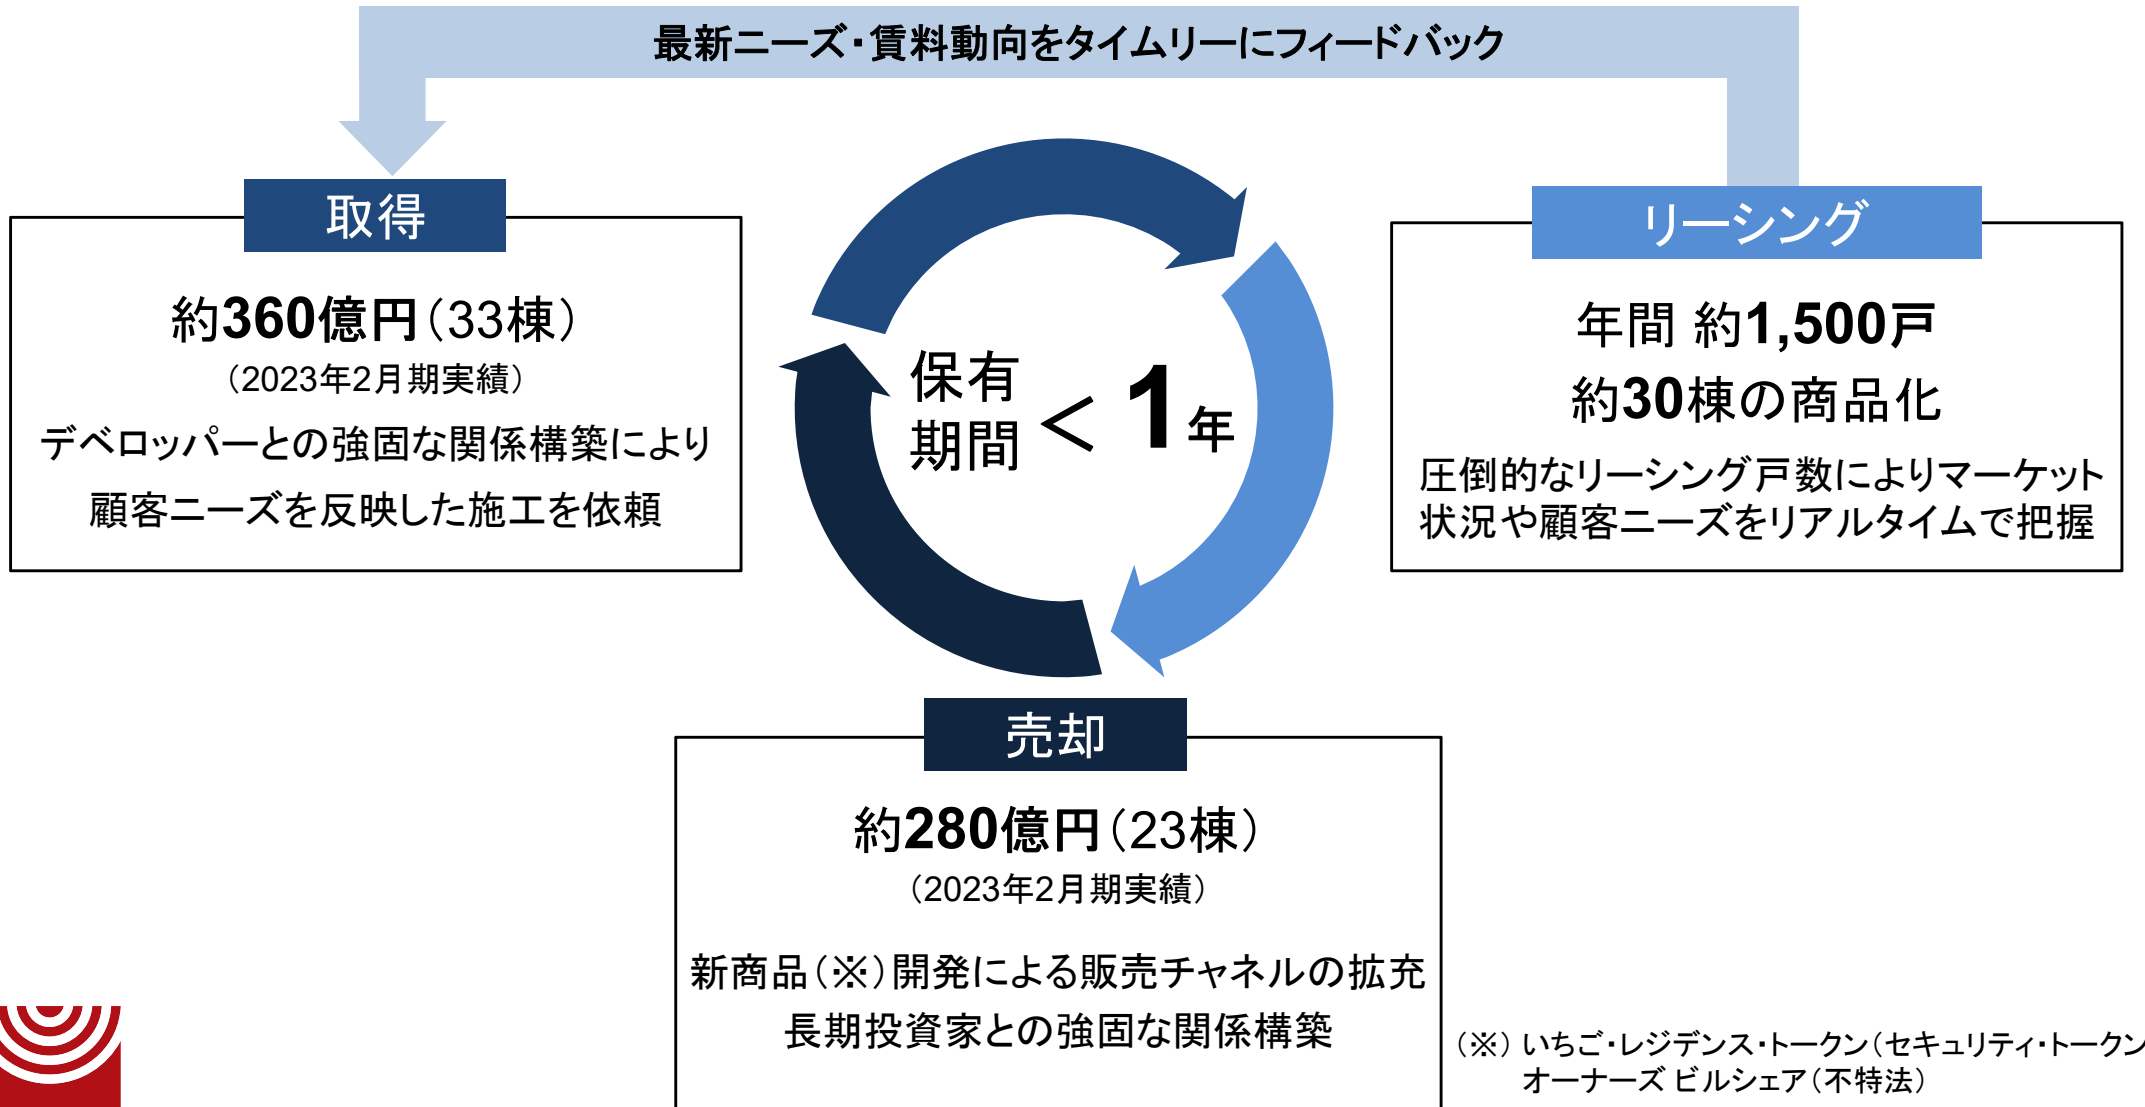 最新ニーズ・賃料動向をタイムリーにフィードバック
取得
約360億円（33棟）
（2023年2月期実績）
デベロッパーとの強固な関係構築により
顧客ニーズを反映した施工を依頼
保有
期間 < 1年
リーシング
年間 約1,500戸
約30棟の商品化
圧倒的なリーシング戸数によりマーケット
状況や顧客ニーズをリアルタイムで把握
売却
約280億円（23棟）
（2023年2月期実績）
新商品（※）開発による販売チャネルの拡充
長期投資家との強固な関係構築
（※） いちご・レジデンス・トークン（セキュリティ・トークン
オーナーズ ビルシェア（不特法）